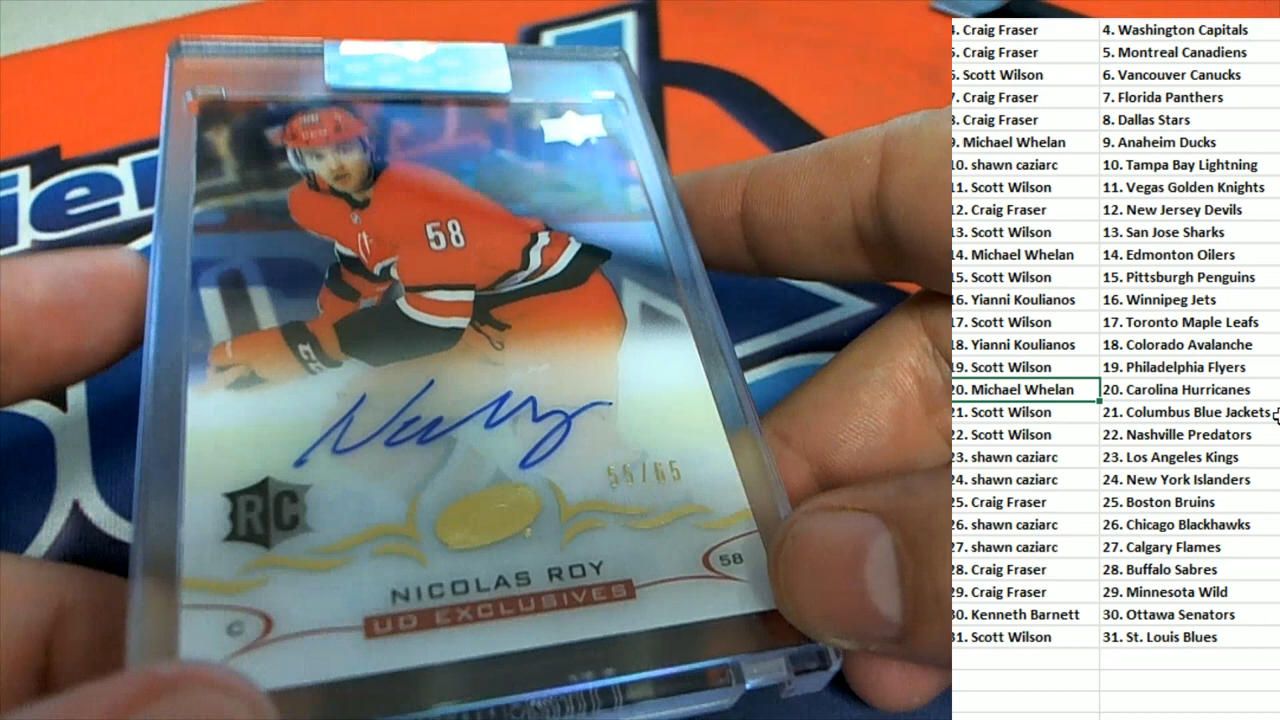 58
55/65
RC
NICOLAS ROY
58
UD EXCLUSIVES
C
4. Craig Fraser 4. Washington Capitals
5. Craig Fraser 5. Montreal Canadiens
6. Scott Wilson 6. Vancouver Canucks
7. Craig Fraser 7. Florida Panthers
8. Craig Fraser 8. Dallas Stars
9. Michael Whelan 9. Anaheim Ducks
10. shawn caziarc 10. Tampa Bay Lightning
11. Scott Wilson 11. Vegas Golden Knights
12. Craig Fraser 12. New Jersey Devils
13. Scott Wilson 13. San Jose Sharks
14. Michael Whelan 14. Edmonton Oilers
15. Scott Wilson 15. Pittsburgh Penguins
16. Yianni Koulianos 16. Winnipeg Jets
17. Scott Wilson 17. Toronto Maple Leafs
18. Yianni Koulianos 18. Colorado Avalanche
19. Scott Wilson 19. Philadelphia Flyers
20. Michael Whelan 20. Carolina Hurricanes
21. Scott Wilson 21. Columbus Blue Jackets
22. Scott Wilson 22. Nashville Predators
23. shawn caziarc 23. Los Angeles Kings
24. shawn caziarc 24. New York Islanders
25. Craig Fraser 25. Boston Bruins
26. shawn caziarc 26. Chicago Blackhawks
27. shawn caziarc 27. Calgary Flames
28. Craig Fraser 28. Buffalo Sabres
29. Craig Fraser 29. Minnesota Wild
30. Kenneth Barnett 30. Ottawa Senators
31. Scott Wilson 31. St. Louis Blues